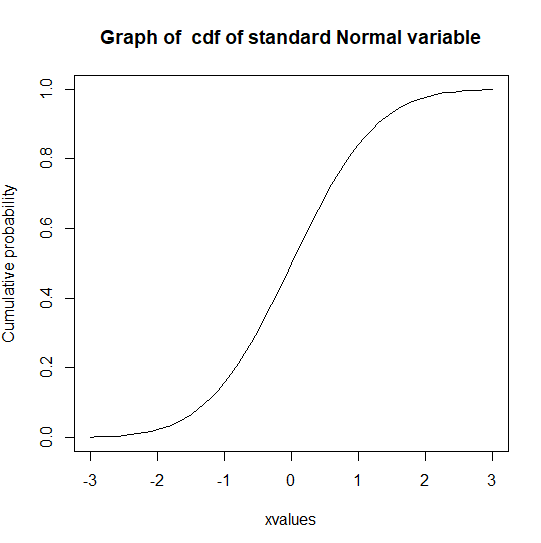 Graph of  cdf of standard Normal variable
Cumulative probability
1.0
0.8
0.6
0.4
0.2
0.0
-3 -2 -1 0 1 2 3
xvalues